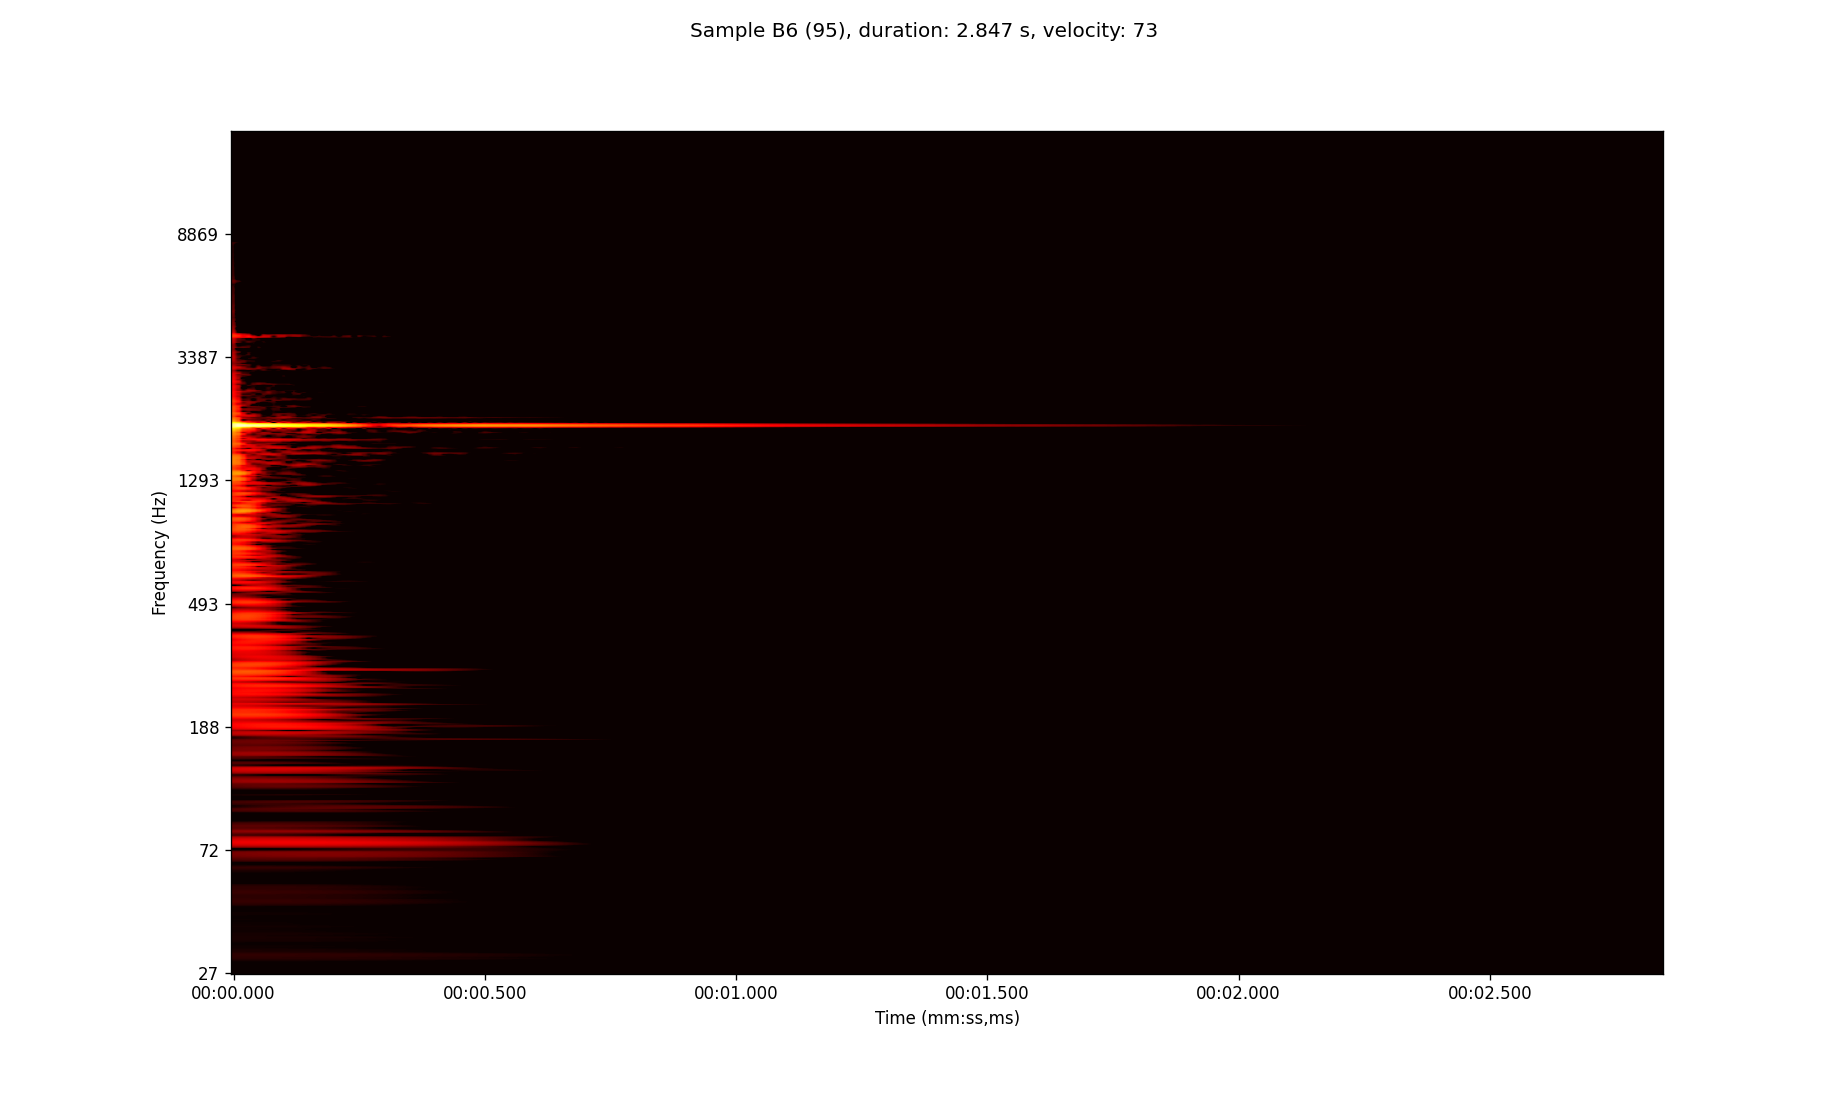 Sample B6 (95), duration: 2.847 s, velocity: 73
8869
3387
1293
493
188
72
27
Frequency (Hz)
00:00.000 00:00.500 00:01.000 00:01.500 00:02.000 00:02.500
Time (mm:ss,ms)